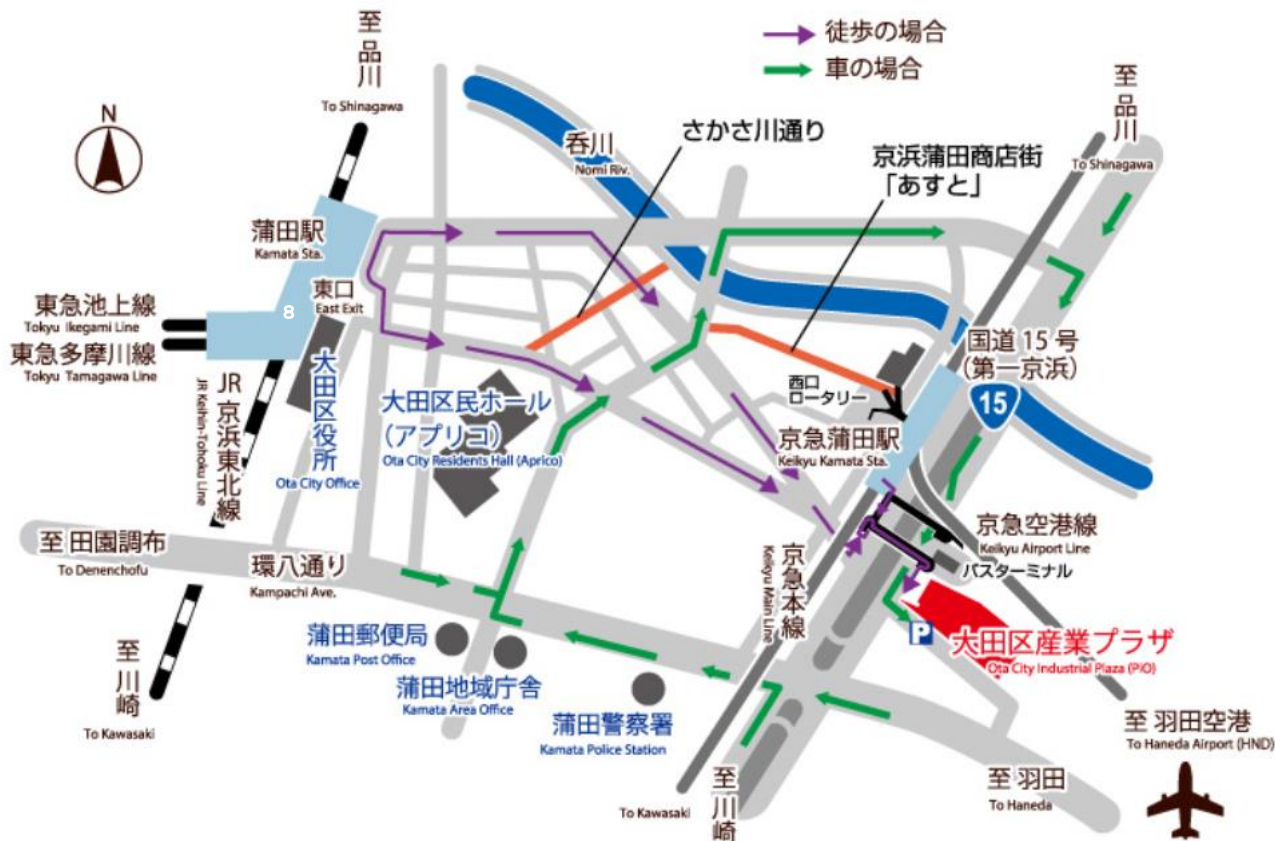 徒歩の場合
車の場合
至 品川
To Shinagawa
N
さかさ川通り
京浜蒲田商店街
「あすと」
呑川
Nomi Riv.
至 品川
To Shinagawa
蒲田駅
Kamata Sta.
東口
East Exit
8
東急池上線
Tokyu Ikegami Line
東急多摩川線
Tokyu Tamagawa Line
JR 京浜東北線
JR Keihin-Tohoku Line
大田区役所
Ota City Office
大田区民ホール
(アプリコ)
Ota City Residents Hall (Aprico)
西口
ロータリー
京急蒲田駅
Keikyu Kamata Sta.
国道 15 号
(第一京浜)
15
京急空港線
Keikyu Airport Line
バスターミナル
京急本線
Keikyu Main Line
至 田園調布
To Denenchofu
環八通り
Kampachi Ave.
P
大田区産業プラザ
Ota City Industrial Plaza (PiO)
蒲田郵便局
Kamata Post Office
蒲田地域庁舎
Kamata Area Office
蒲田警察署
Kamata Police Station
至 川崎
To Kawasaki
至 川崎
To Kawasaki
至 羽田
To Haneda
至 羽田空港
To Haneda Airport (HND)